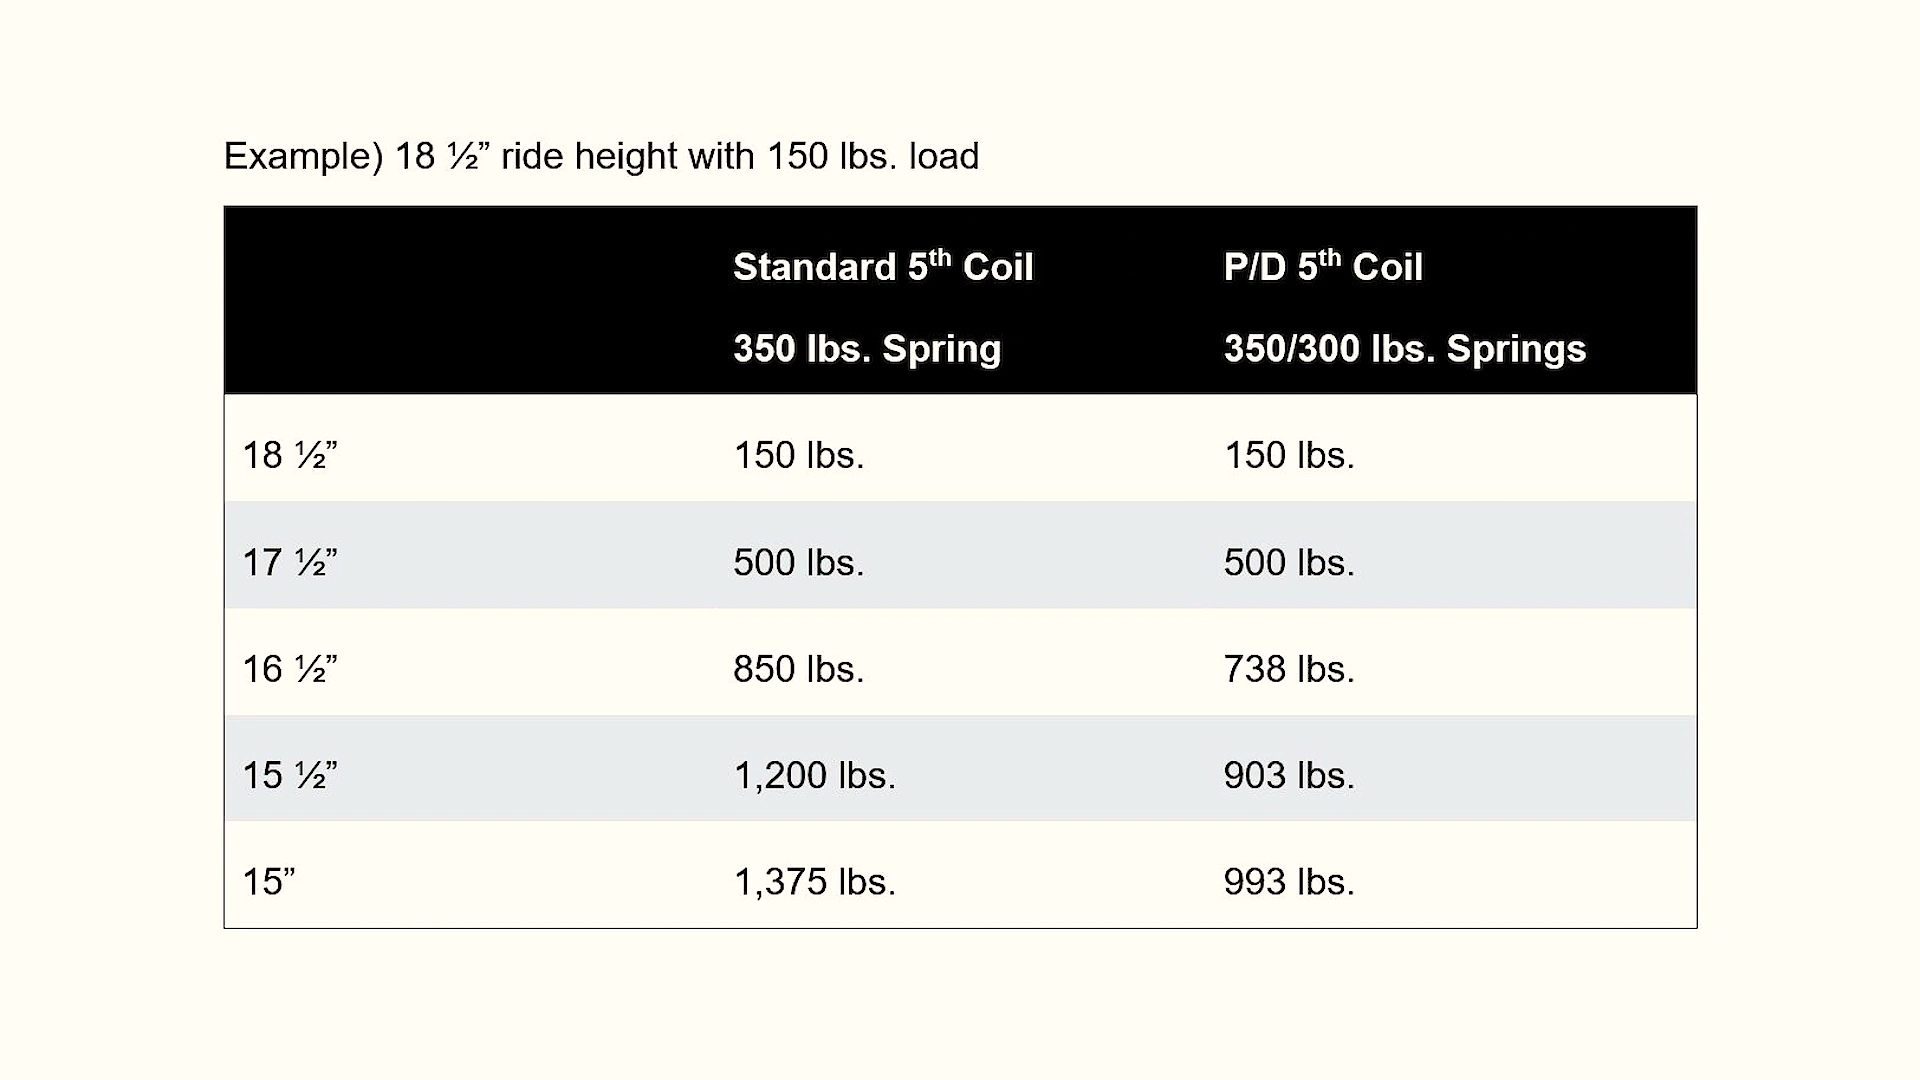 Example) 18 ½” ride height with 150 lbs. load
Standard 5th Coil P/D 5th Coil
350 lbs. Spring 350/300 lbs. Springs
18 ½” 150 lbs. 150 lbs.
17 ½” 500 lbs. 500 lbs.
16 ½” 850 lbs. 738 lbs.
15 ½” 1,200 lbs. 903 lbs.
15” 1,375 lbs. 993 lbs.